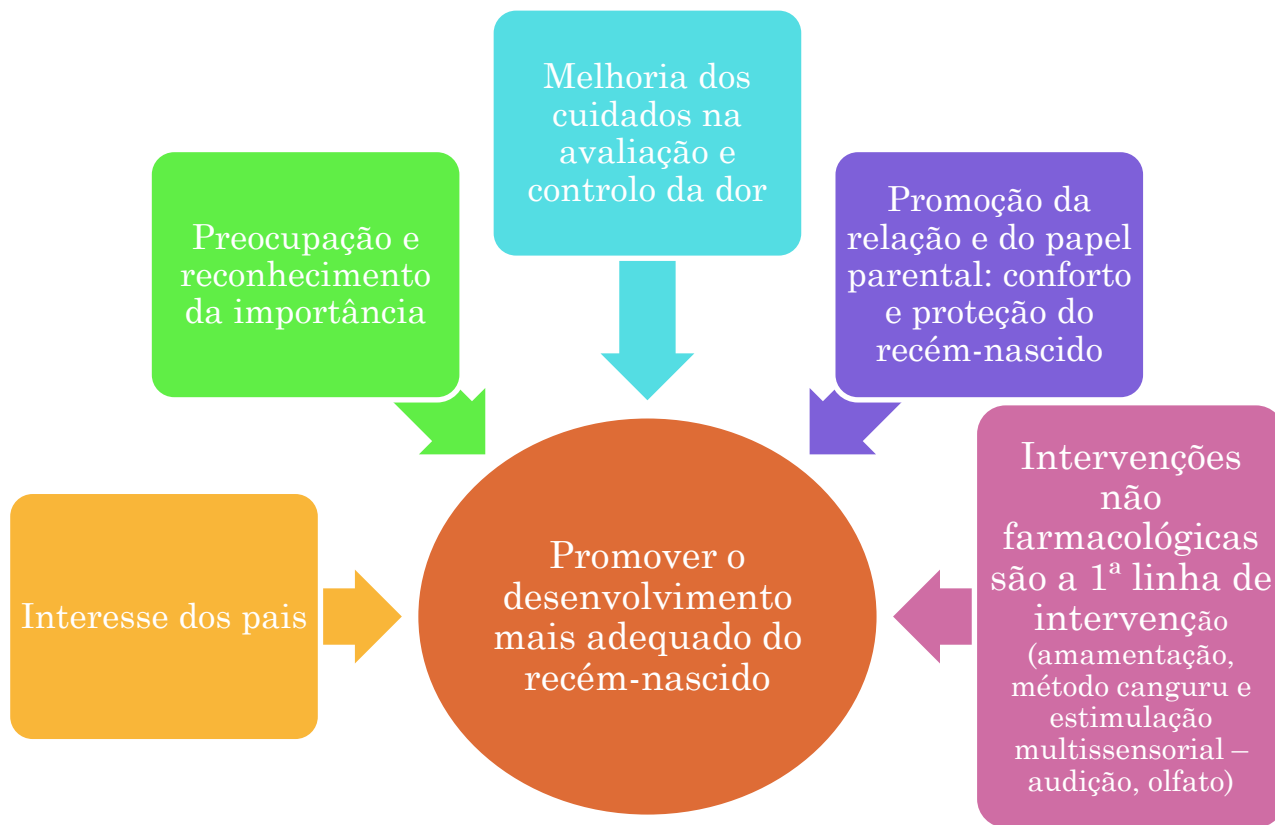 Melhoria dos
cuidados na
avaliação e
controlo da dor
Preocupação e
reconhecimento
da importância
Promoção da
relação e do papel
parental: conforto
e proteção do
recém-nascido
Interesse dos pais
Promover o
desenvolvimento
mais adequado do
recém-nascido
Intervenções
não
farmacológicas
são a 1ª linha de
intervenção
(amamentação,
método canguru e
estimulação
multissensorial –
audição, olfato)